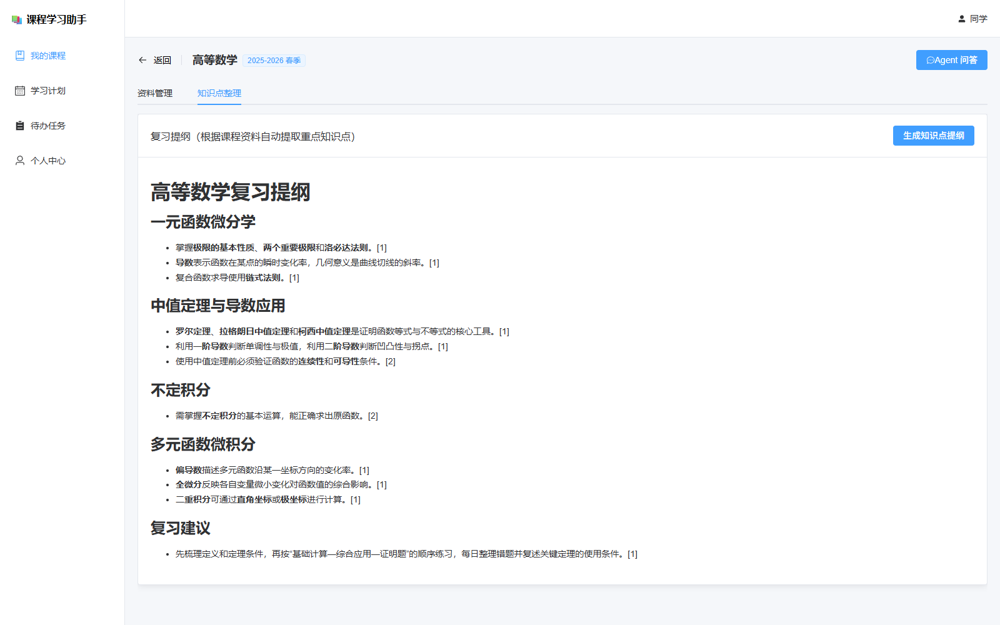 课程学习助手
同学
我的课程
学习计划
待办任务
个人中心
返回
高等数学
2025-2026 春季
Agent 问答
资料管理
知识点整理
复习提纲（根据课程资料自动提取重点知识点）
生成知识点提纲
高等数学复习提纲
一元函数微分学
掌握极限的基本性质、两个重要极限和洛必达法则。[1]
导数表示函数在某点的瞬时变化率，几何意义是曲线切线的斜率。[1]
复合函数求导使用链式法则。[1]
中值定理与导数应用
罗尔定理、拉格朗日中值定理和柯西中值定理是证明函数等式与不等式的核心工具。[1]
利用一阶导数判断单调性与极值，利用二阶导数判断凹凸性与拐点。[1]
使用中值定理前必须验证函数的连续性和可导性条件。[2]
不定积分
需掌握不定积分的基本运算，能正确求出原函数。[2]
多元函数微积分
偏导数描述多元函数沿某一坐标方向的变化率。[1]
全微分反映各自变量微小变化对函数值的综合影响。[1]
二重积分可通过直角坐标或极坐标进行计算。[1]
复习建议
先梳理定义和定理条件，再按“基础计算—综合应用—证明题”的顺序练习，每日整理错题并复述关键定理的使用条件。[1]